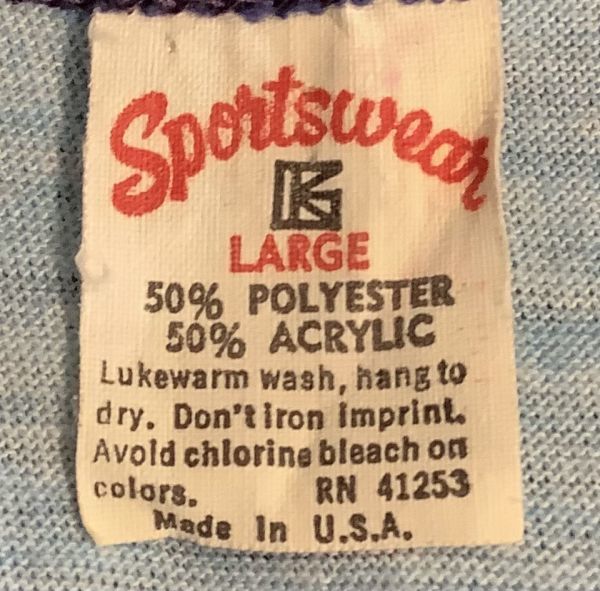 Sportswear
LARGE
50% POLYESTER
50% ACRYLIC
Lukewarm wash, hang to
dry. Don't iron imprint.
Avoid chlorine bleach on
colors. RN 41253
Made In U.S.A.